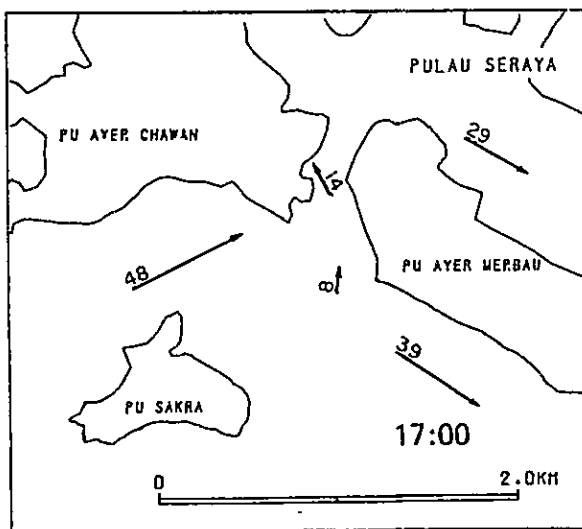 PULAU SERAYA
29
PU AYER CHAWAN
14
48
PU AYER MERBAU
8
39
PU SAKRA
17:00
0
2.0KM